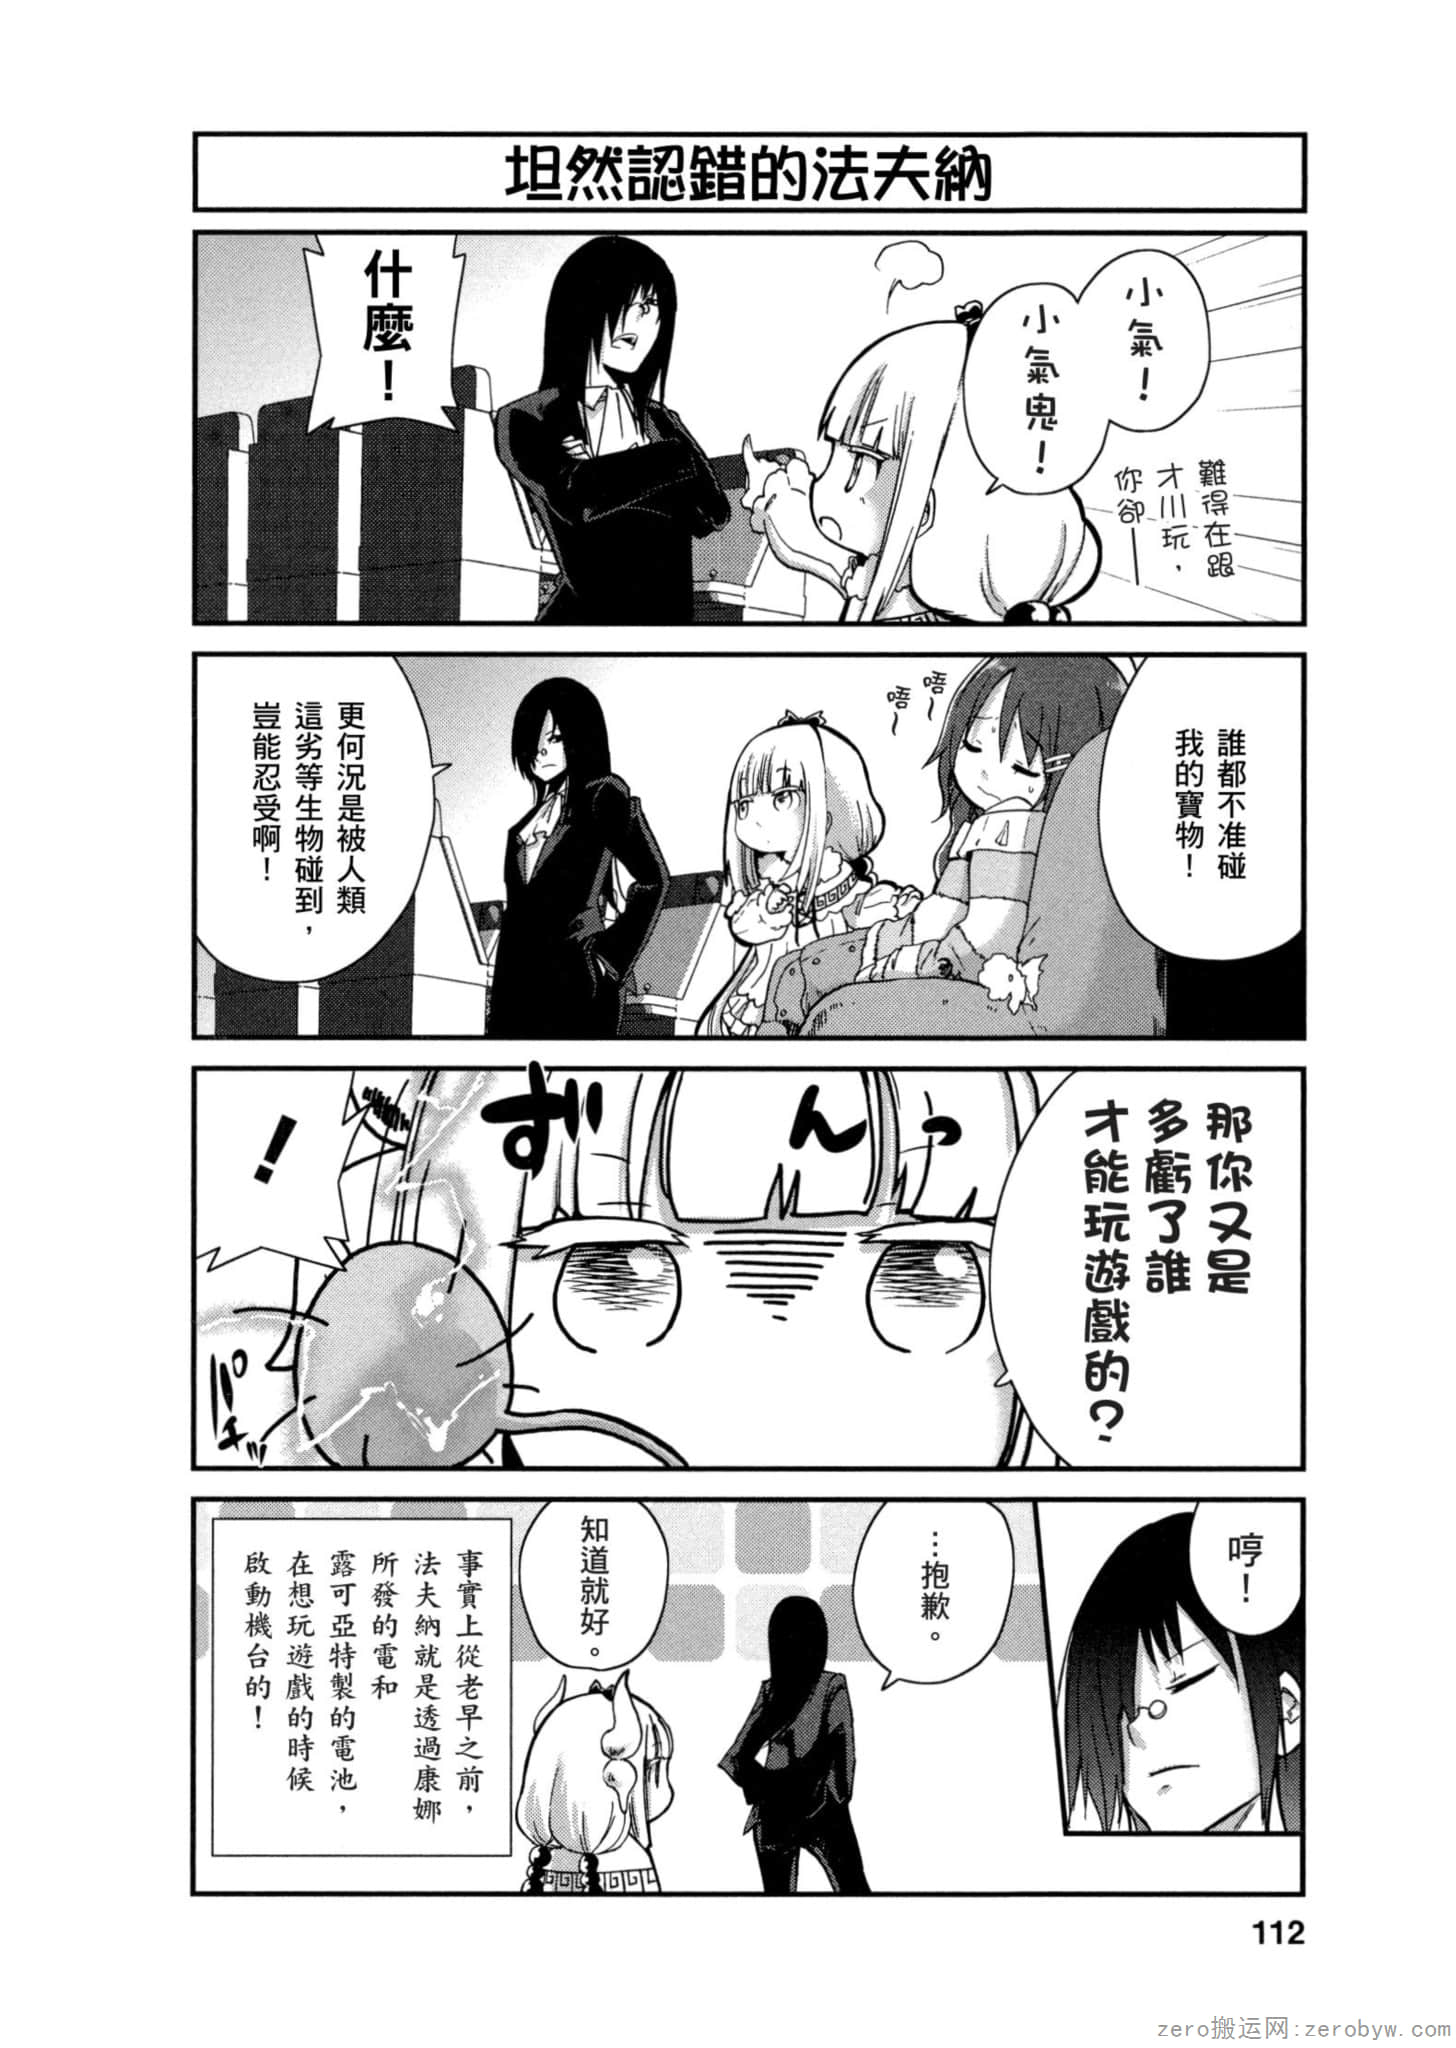 坦然認錯的法夫納
小氣！
小氣鬼！
難得在跟
才川玩，
你卻──
什麼！
誰都不准碰
我的寶物！
唔～
唔～
更何況是被人類
這劣等生物碰到，
豈能忍受啊！
那你又是
多虧了誰
才能玩遊戲的？
ずんっ
！
パチッ
哼！
…抱歉。
知道就好。
事實上從老早之前，
法夫納就是透過康娜
所發的電和
露可亞特製的電池，
在想玩遊戲的時候
啟動機台的！
112
zero搬运网:zerobyw.com